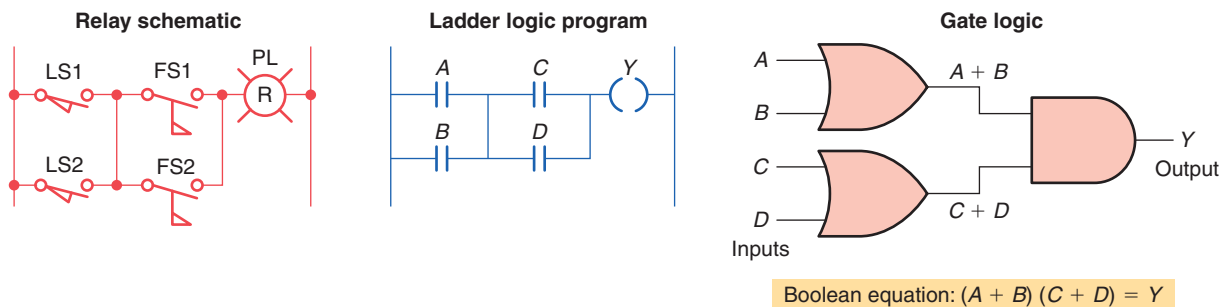 Relay schematic
LS1
FS1
PL
R
LS2
FS2
Ladder logic program
A
C
Y
B
D
Gate logic
A
B
A + B
C
D
C + D
Inputs
Y
Output
Boolean equation: (A + B) (C + D) = Y